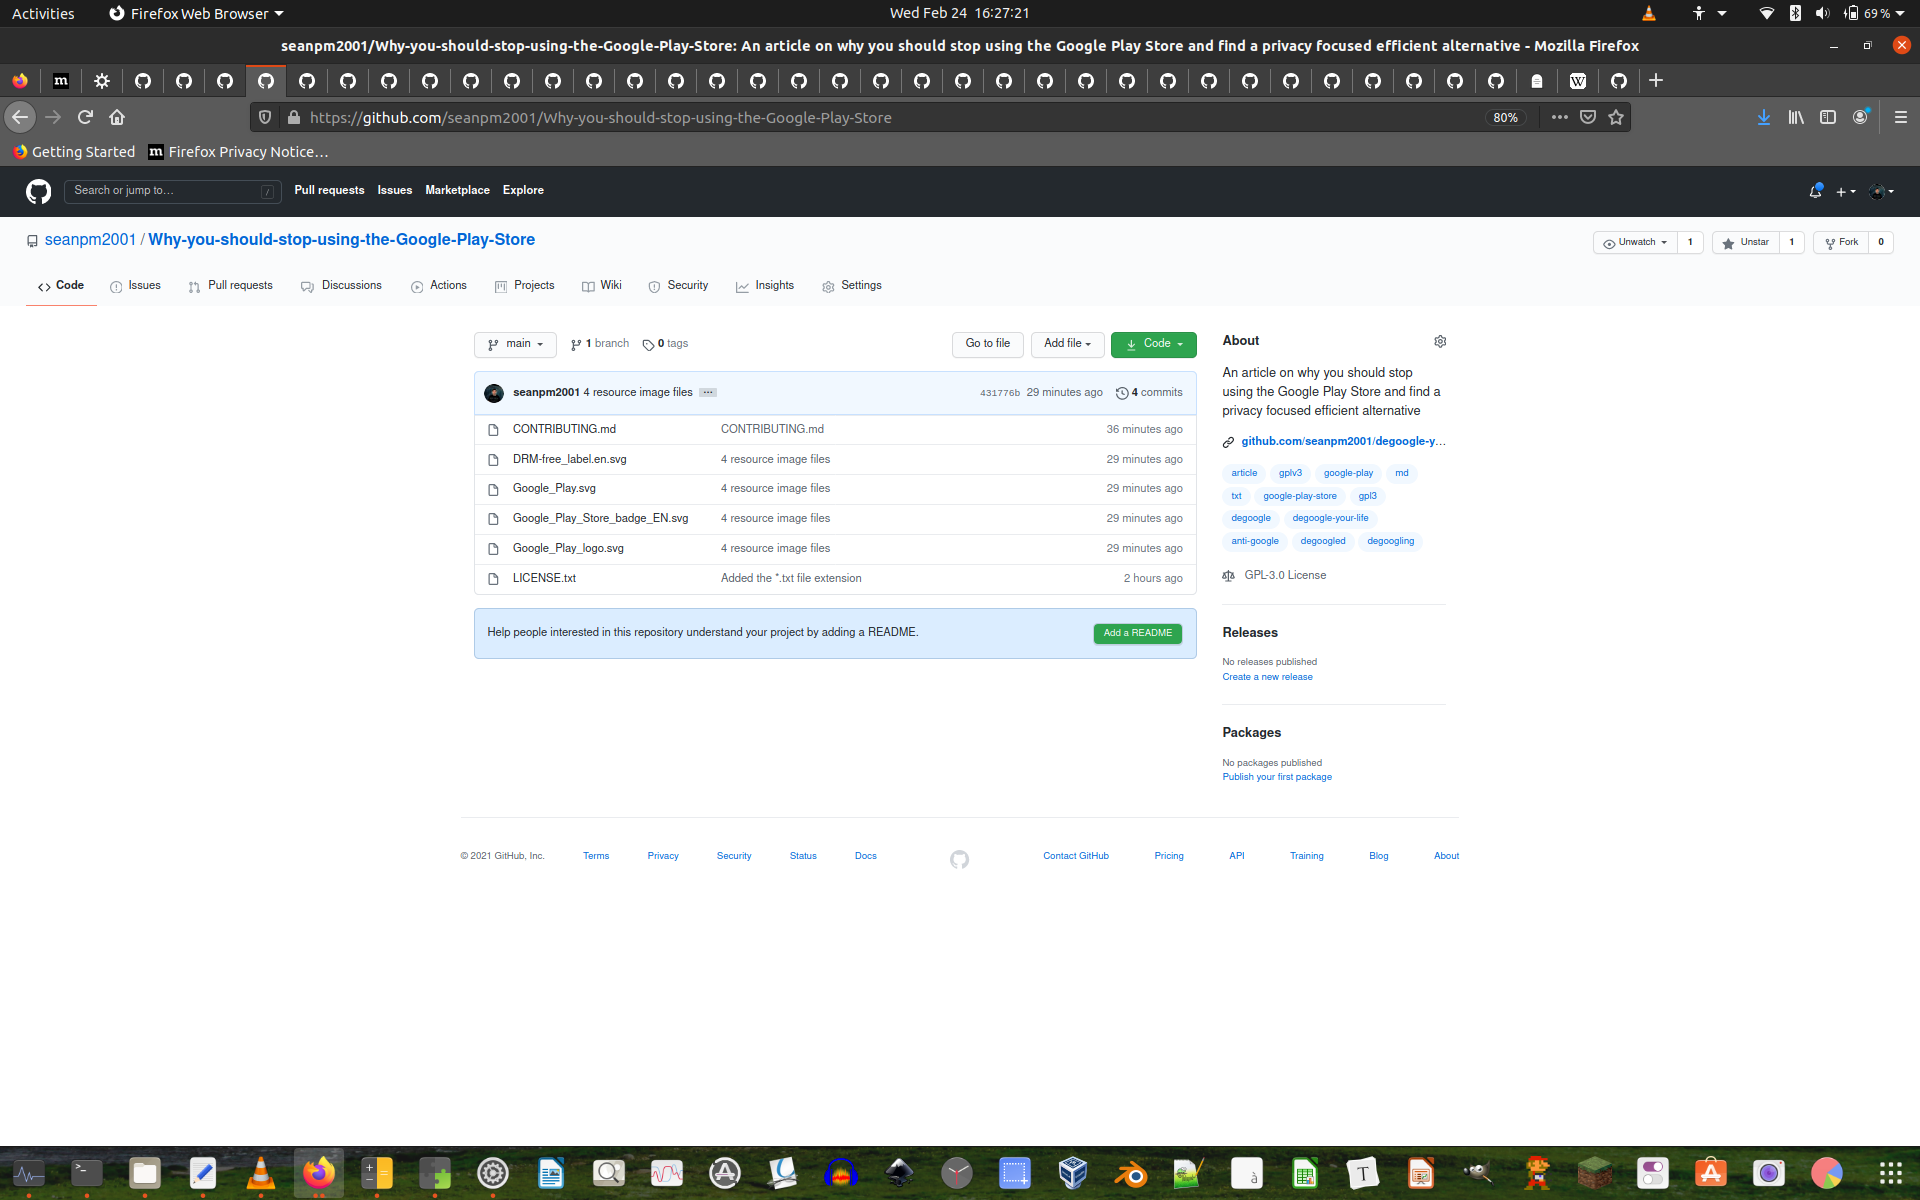 Activities Firefox Web Browser Wed Feb 24 16:27:21 69 %
seanpm2001/Why-you-should-stop-using-the-Google-Play-Store: An article on why you should stop using the Google Play Store and find a privacy focused efficient alternative - Mozilla Firefox
https://github.com/seanpm2001/Why-you-should-stop-using-the-Google-Play-Store 80%
Getting Started Firefox Privacy Notice…
Search or jump to… / Pull requests Issues Marketplace Explore
seanpm2001 / Why-you-should-stop-using-the-Google-Play-Store Unwatch 1 Unstar 1 Fork 0
Code Issues Pull requests Discussions Actions Projects Wiki Security Insights Settings
main 1 branch 0 tags Go to file Add file Code
seanpm2001 4 resource image files ··· 431776b 29 minutes ago 4 commits
CONTRIBUTING.md CONTRIBUTING.md 36 minutes ago
DRM-free_label.en.svg 4 resource image files 29 minutes ago
Google_Play.svg 4 resource image files 29 minutes ago
Google_Play_Store_badge_EN.svg 4 resource image files 29 minutes ago
Google_Play_logo.svg 4 resource image files 29 minutes ago
LICENSE.txt Added the *.txt file extension 2 hours ago
Help people interested in this repository understand your project by adding a README. Add a README
About
An article on why you should stop
using the Google Play Store and find a
privacy focused efficient alternative
github.com/seanpm2001/degoogle-y…
article gplv3 google-play md
txt google-play-store gpl3
degoogle degoogle-your-life
anti-google degoogled degoogling
GPL-3.0 License
Releases
No releases published
Create a new release
Packages
No packages published
Publish your first package
© 2021 GitHub, Inc. Terms Privacy Security Status Docs Contact GitHub Pricing API Training Blog About